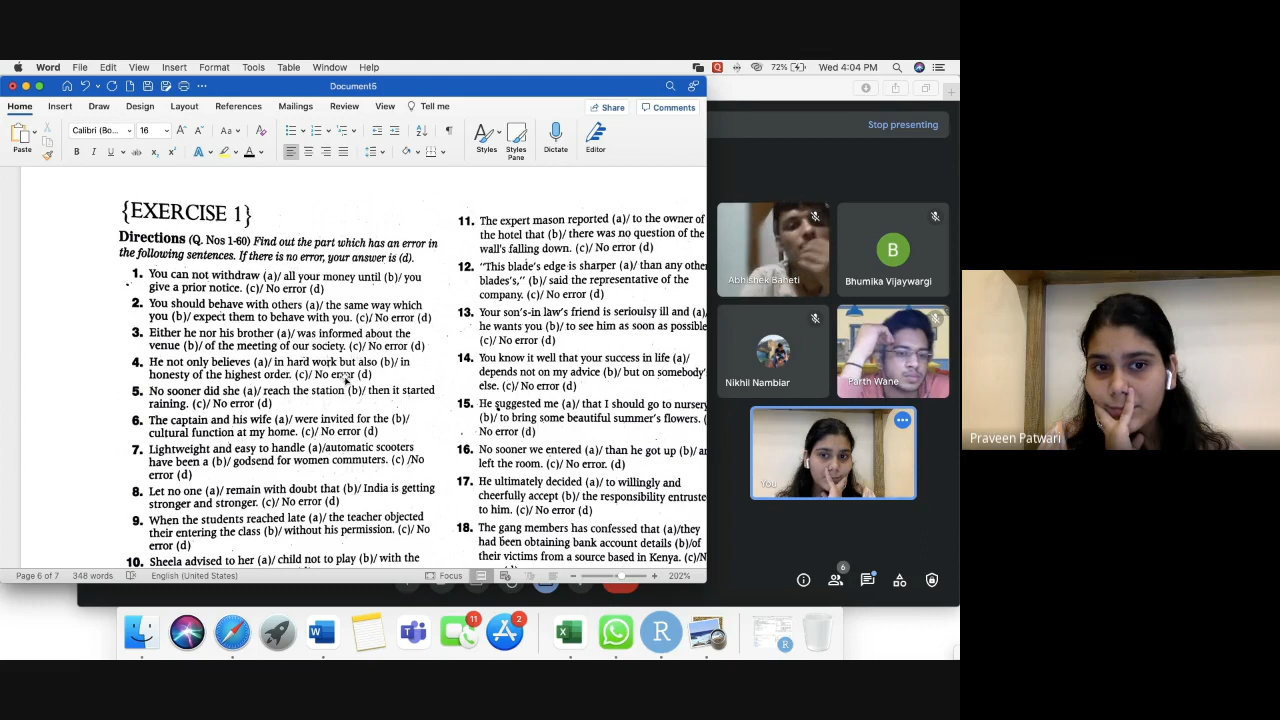 Word File Edit View Insert Format Tools Table Window Help
72% Wed 4:04 PM
Document5
Home Insert Draw Design Layout References Mailings Review View Tell me
Share Comments
Paste
Calibri (Bo... 16
Styles
Styles Pane
Dictate
Editor
{EXERCISE 1}
Directions (Q. Nos 1-60) Find out the part which has an error in
the following sentences. If there is no error, your answer is (d).
1. You can not withdraw (a)/ all your money until (b)/ you
give a prior notice. (c)/ No error (d)
2. You should behave with others (a)/ the same way which
you (b)/ expect them to behave with you. (c)/ No error (d)
3. Either he nor his brother (a)/ was informed about the
venue (b)/ of the meeting of our society. (c)/ No error (d)
4. He not only believes (a)/ in hard work but also (b)/ in
honesty of the highest order. (c)/ No error (d)
5. No sooner did she (a)/ reach the station (b)/ then it started
raining. (c)/ No error (d)
6. The captain and his wife (a)/ were invited for the (b)/
cultural function at my home. (c)/ No error (d)
7. Lightweight and easy to handle (a)/automatic scooters
have been a (b)/ godsend for women commuters. (c) /No
error (d)
8. Let no one (a)/ remain with doubt that (b)/ India is getting
stronger and stronger. (c)/ No error (d)
9. When the students reached late (a)/ the teacher objected
their entering the class (b)/ without his permission. (c)/ No
error (d)
10. Sheela advised to her (a)/ child not to play (b)/ with the
11. The expert mason reported (a)/ to the owner of
the hotel that (b)/ there was no question of the
wall's falling down. (c)/ No error (d)
12. "This blade's edge is sharper (a)/ than any other
blades's," (b)/ said the representative of the
company. (c)/ No error (d)
13. Your son's-in law's friend is serioulsy ill and (a)/
he wants you (b)/ to see him as soon as possible
(c)/ No error (d)
14. You know it well that your success in life (a)/
depends not on my advice (b)/ but on somebody'
else. (c)/ No error (d)
15. He suggested me (a)/ that I should go to nursery
(b)/ to bring some beautiful summer's flowers. (
No error (d)
16. No sooner we entered (a)/ than he got up (b)/ an
left the room. (c)/ No error. (d)
17. He ultimately decided (a)/ to willingly and
cheerfully accept (b)/ the responsibility entruste
to him. (c)/ No error (d)
18. The gang members has confessed that (a)/they
had been obtaining bank account details (b)/of
their victims from a source based in Kenya. (c)/N
Page 6 of 7 348 words English (United States) Focus 202%
Stop presenting
Abhishek Baheti
B
Bhumika Vijaywargi
Nikhil Nambiar
Parth Wane
You
6
11
2
Praveen Patwari